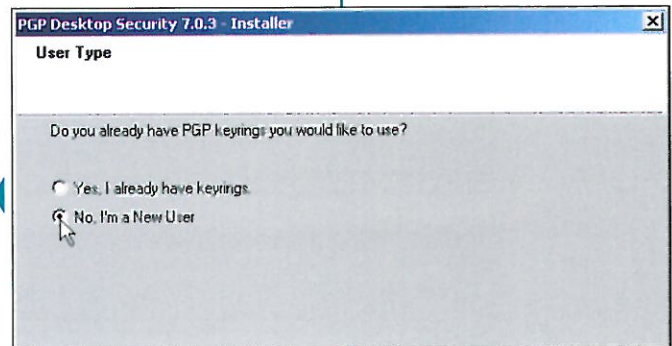 PGP Desktop Security 7.0.3 - Installer
User Type
Do you already have PGP keyrings you would like to use?
Yes, I already have keyrings.
No, I'm a New User